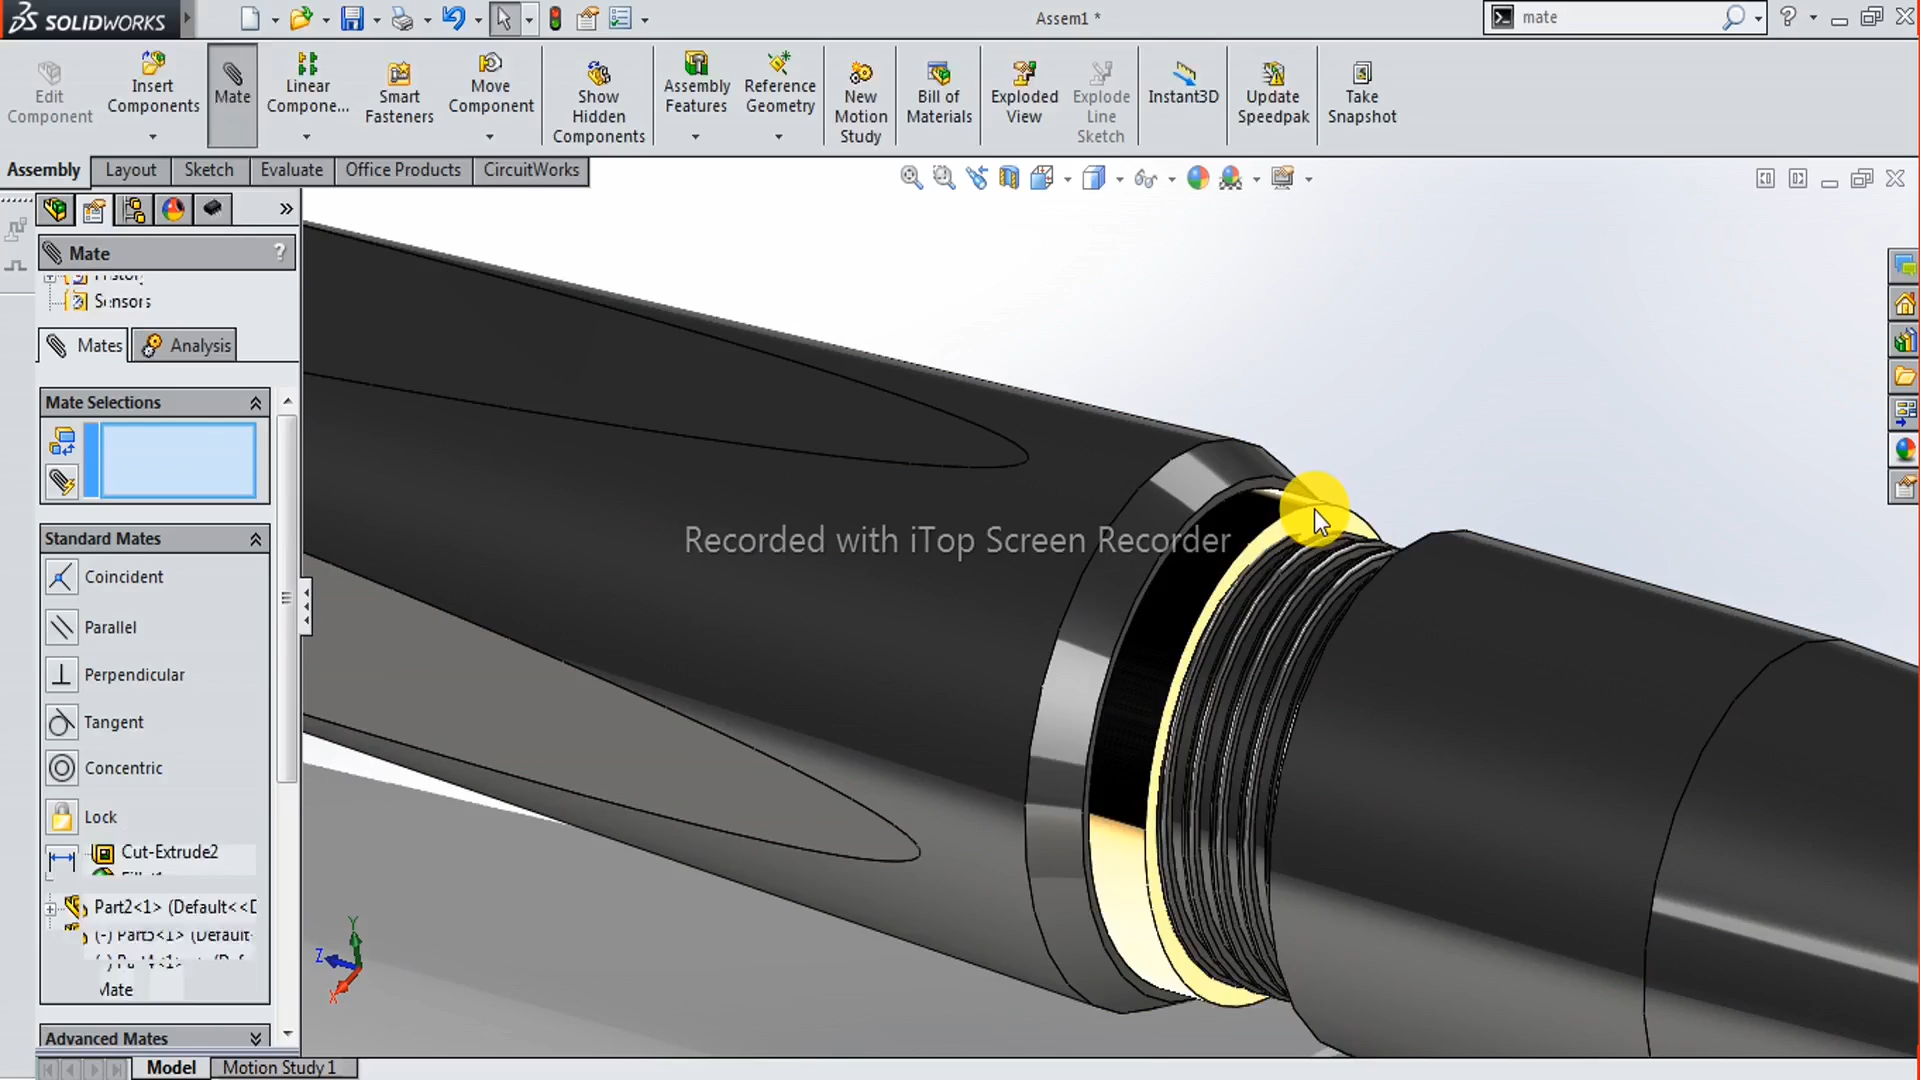 SOLIDWORKS
Assem1 *
mate
Edit
Component
Insert
Components
Mate
Linear
Compone...
Smart
Fasteners
Move
Component
Show
Hidden
Components
Assembly
Features
Reference
Geometry
New
Motion
Study
Bill of
Materials
Exploded
View
Explode
Line
Sketch
Instant3D
Update
Speedpak
Take
Snapshot
Assembly
Layout
Sketch
Evaluate
Office Products
CircuitWorks
Mate
?
Sensors
Mates
Analysis
Mate Selections
Standard Mates
Coincident
Parallel
Perpendicular
Tangent
Concentric
Lock
Cut-Extrude2
Part2<1> (Default<<D
Mate
Advanced Mates
Recorded with iTop Screen Recorder
Y
Z
X
Model
Motion Study 1